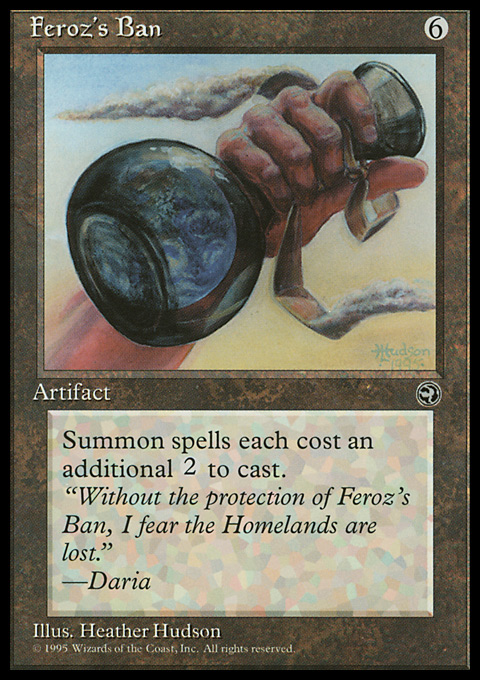 Feroz's Ban
6
Hudson
Artifact
Summon spells each cost an
additional 2 to cast.
“Without the protection of Feroz's
Ban, I fear the Homelands are
lost.”
—Daria
Illus. Heather Hudson
© 1995 Wizards of the Coast, Inc. All rights reserved.